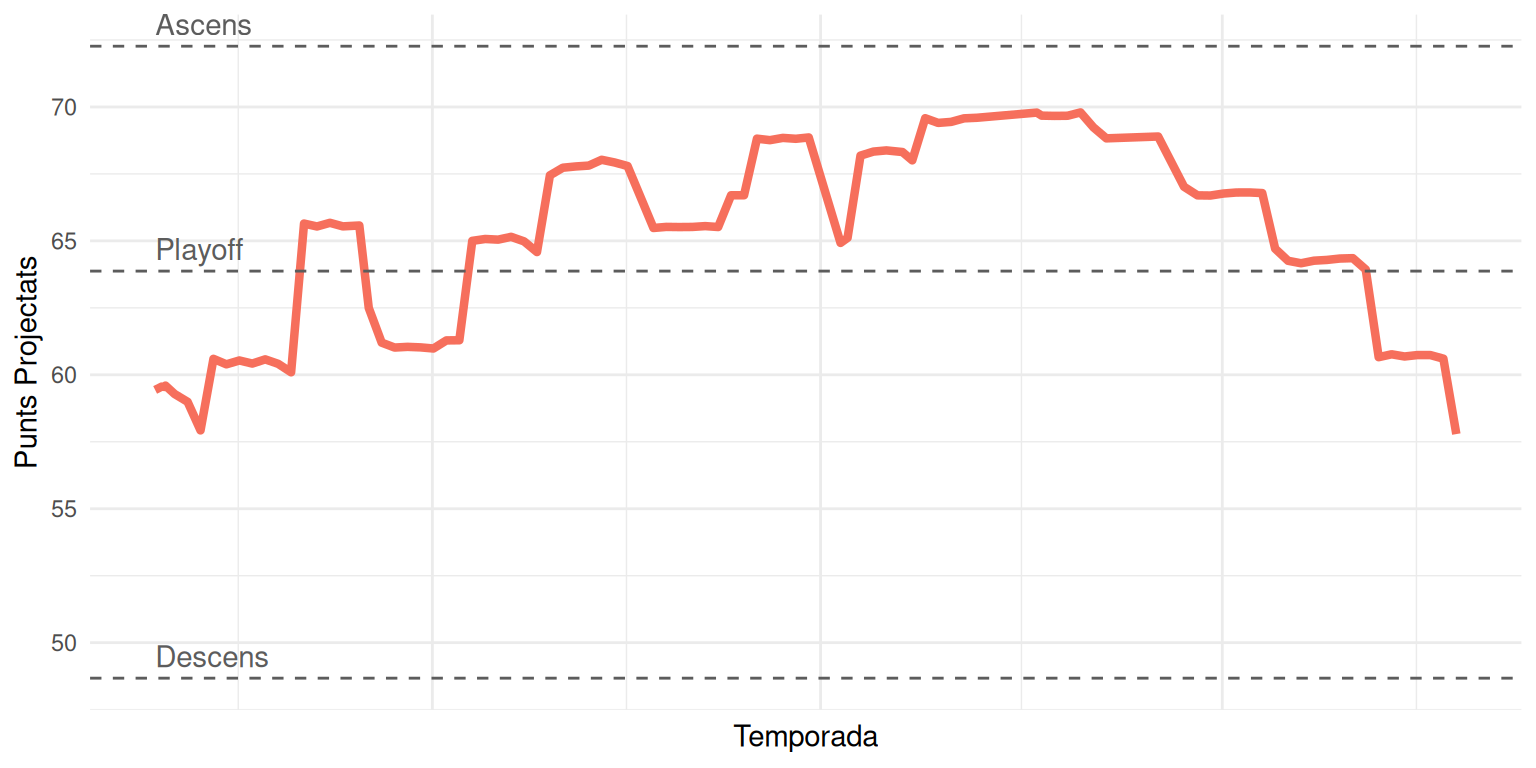 Ascens
70
65
Playoff
60
55
50
Descens
Punts Projectats
Temporada